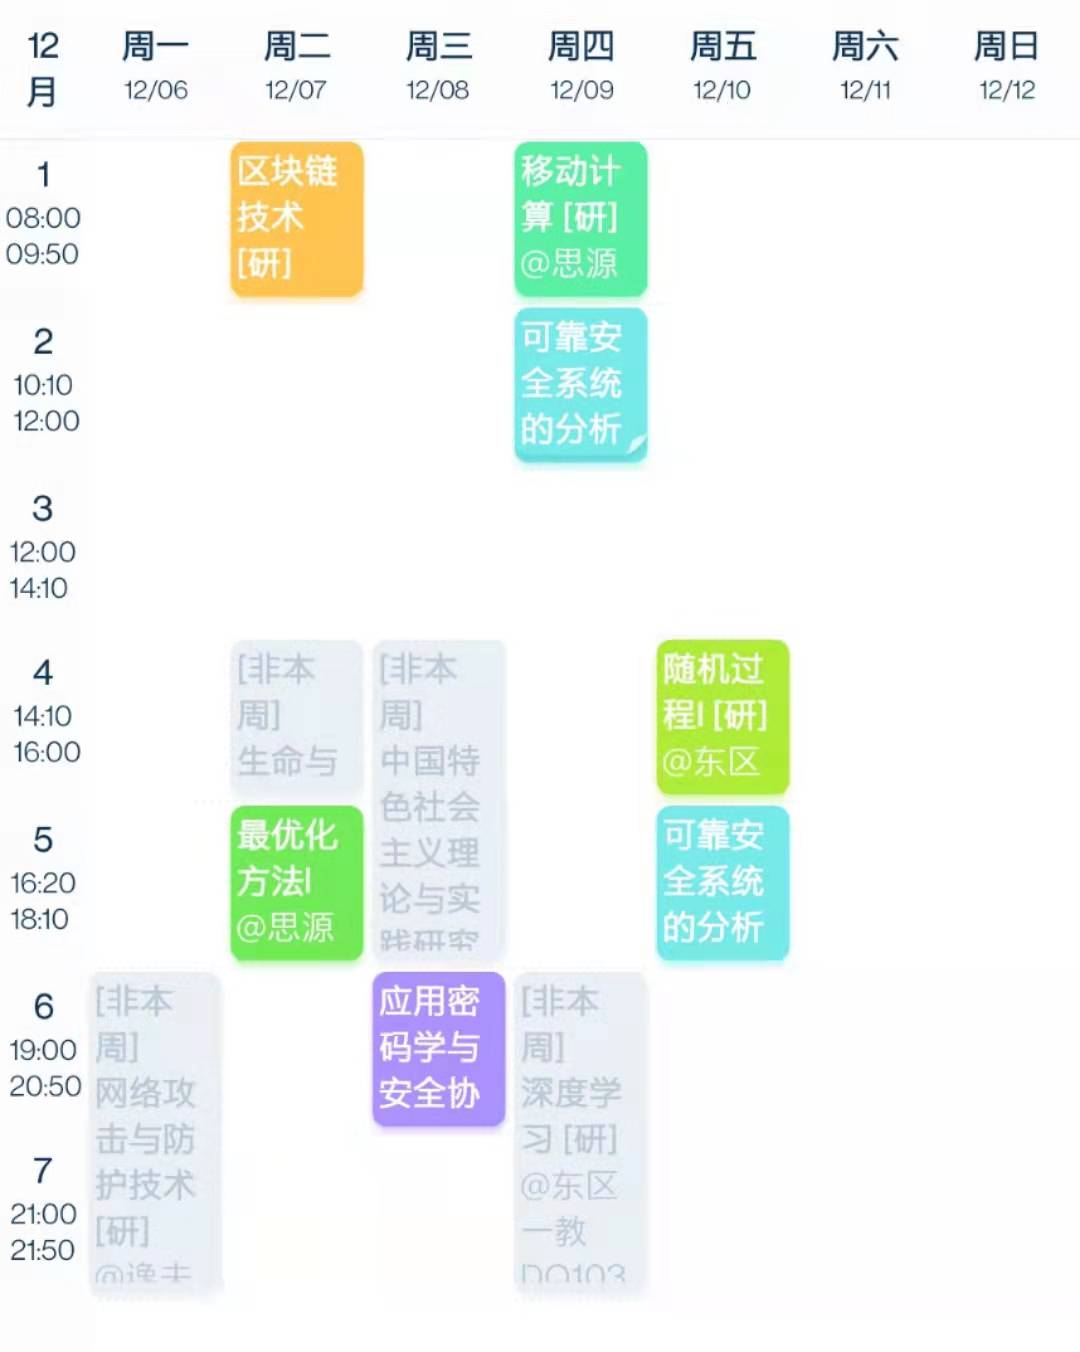 12
月
周一
12/06
周二
12/07
周三
12/08
周四
12/09
周五
12/10
周六
12/11
周日
12/12
1
08:00
09:50
区块链
技术
[研]
移动计
算 [研]
@思源
2
10:10
12:00
可靠安
全系统
的分析
3
12:00
14:10
4
14:10
16:00
[非本
周]
生命与
[非本
周]
中国特
色社会
主义理
论与实
践研究
随机过
程I [研]
@东区
5
16:20
18:10
最优化
方法I
@思源
可靠安
全系统
的分析
6
19:00
20:50
[非本
周]
网络攻
击与防
护技术
[研]
@逸夫
应用密
码学与
安全协
[非本
周]
深度学
习 [研]
@东区
一教
DQ103
7
21:00
21:50